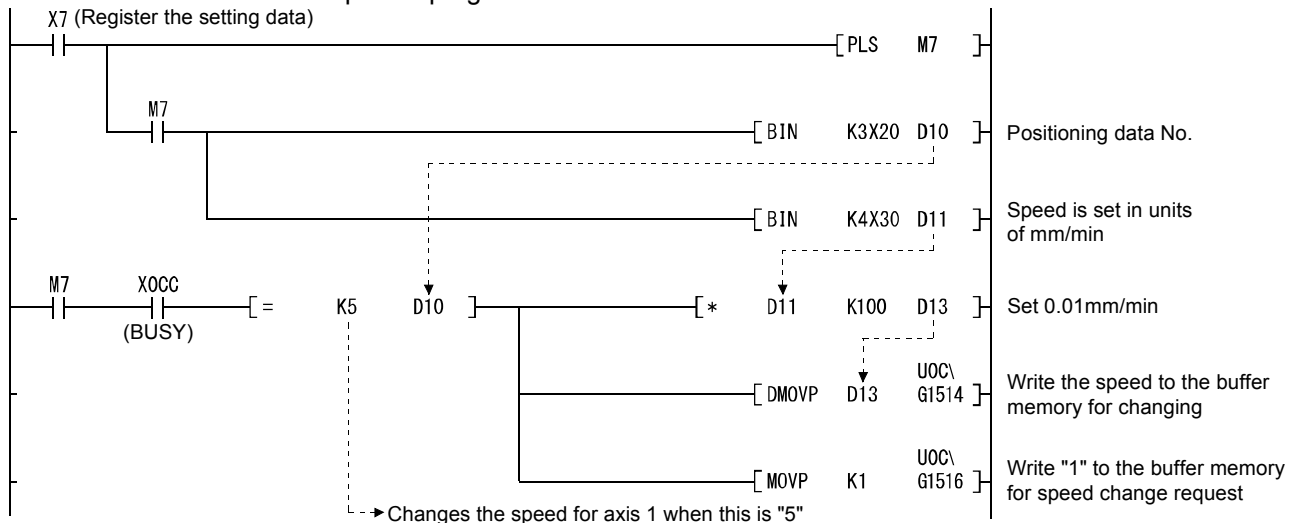 X7 (Register the setting data)
[ PLS M7 ]
M7
[ BIN K3X20 D10 ] Positioning data No.
[ BIN K4X30 D11 ] Speed is set in units
of mm/min
M7 X0CC
[ = K5 D10 ] [ * D11 K100 D13 ] Set 0.01mm/min
(BUSY)
U0C\
[ DMOVP D13 G1514 ] Write the speed to the buffer
memory for changing
U0C\
[ MOVP K1 G1516 ] Write "1" to the buffer memory
for speed change request
Changes the speed for axis 1 when this is "5"